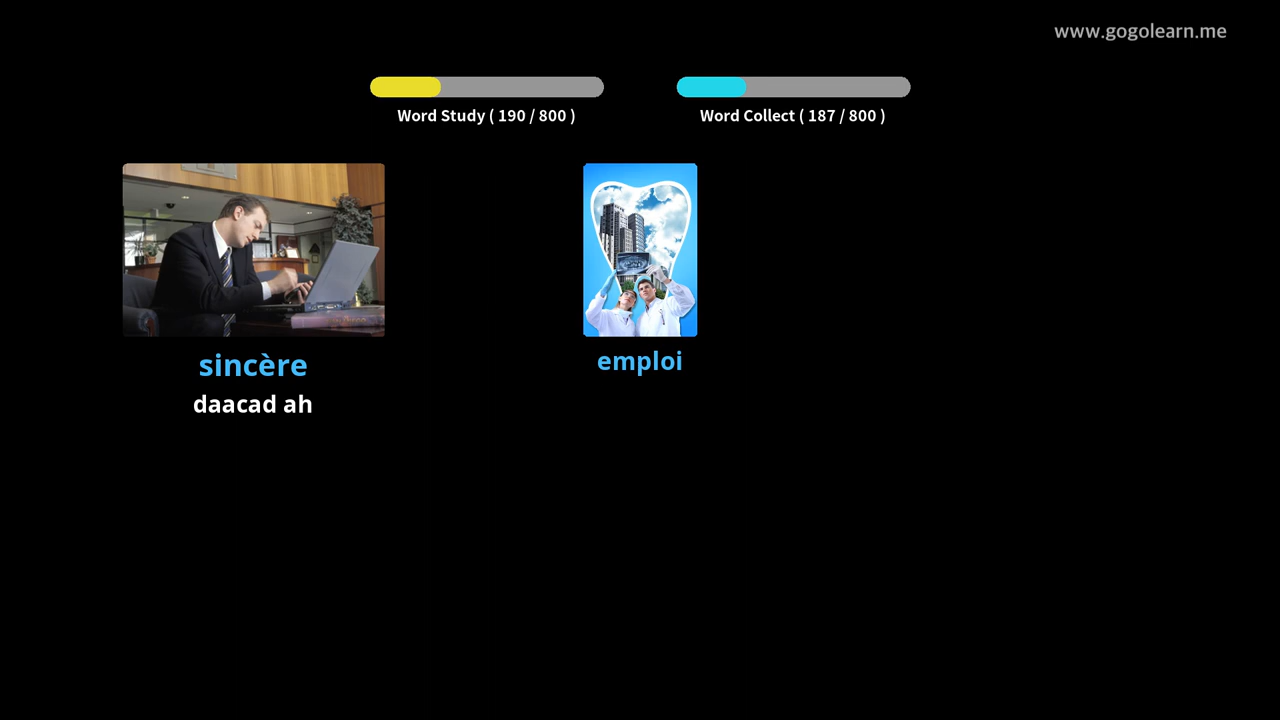 www.gogolearn.me
Word Study ( 190 / 800 )
Word Collect ( 187 / 800 )
sincère
daacad ah
emploi